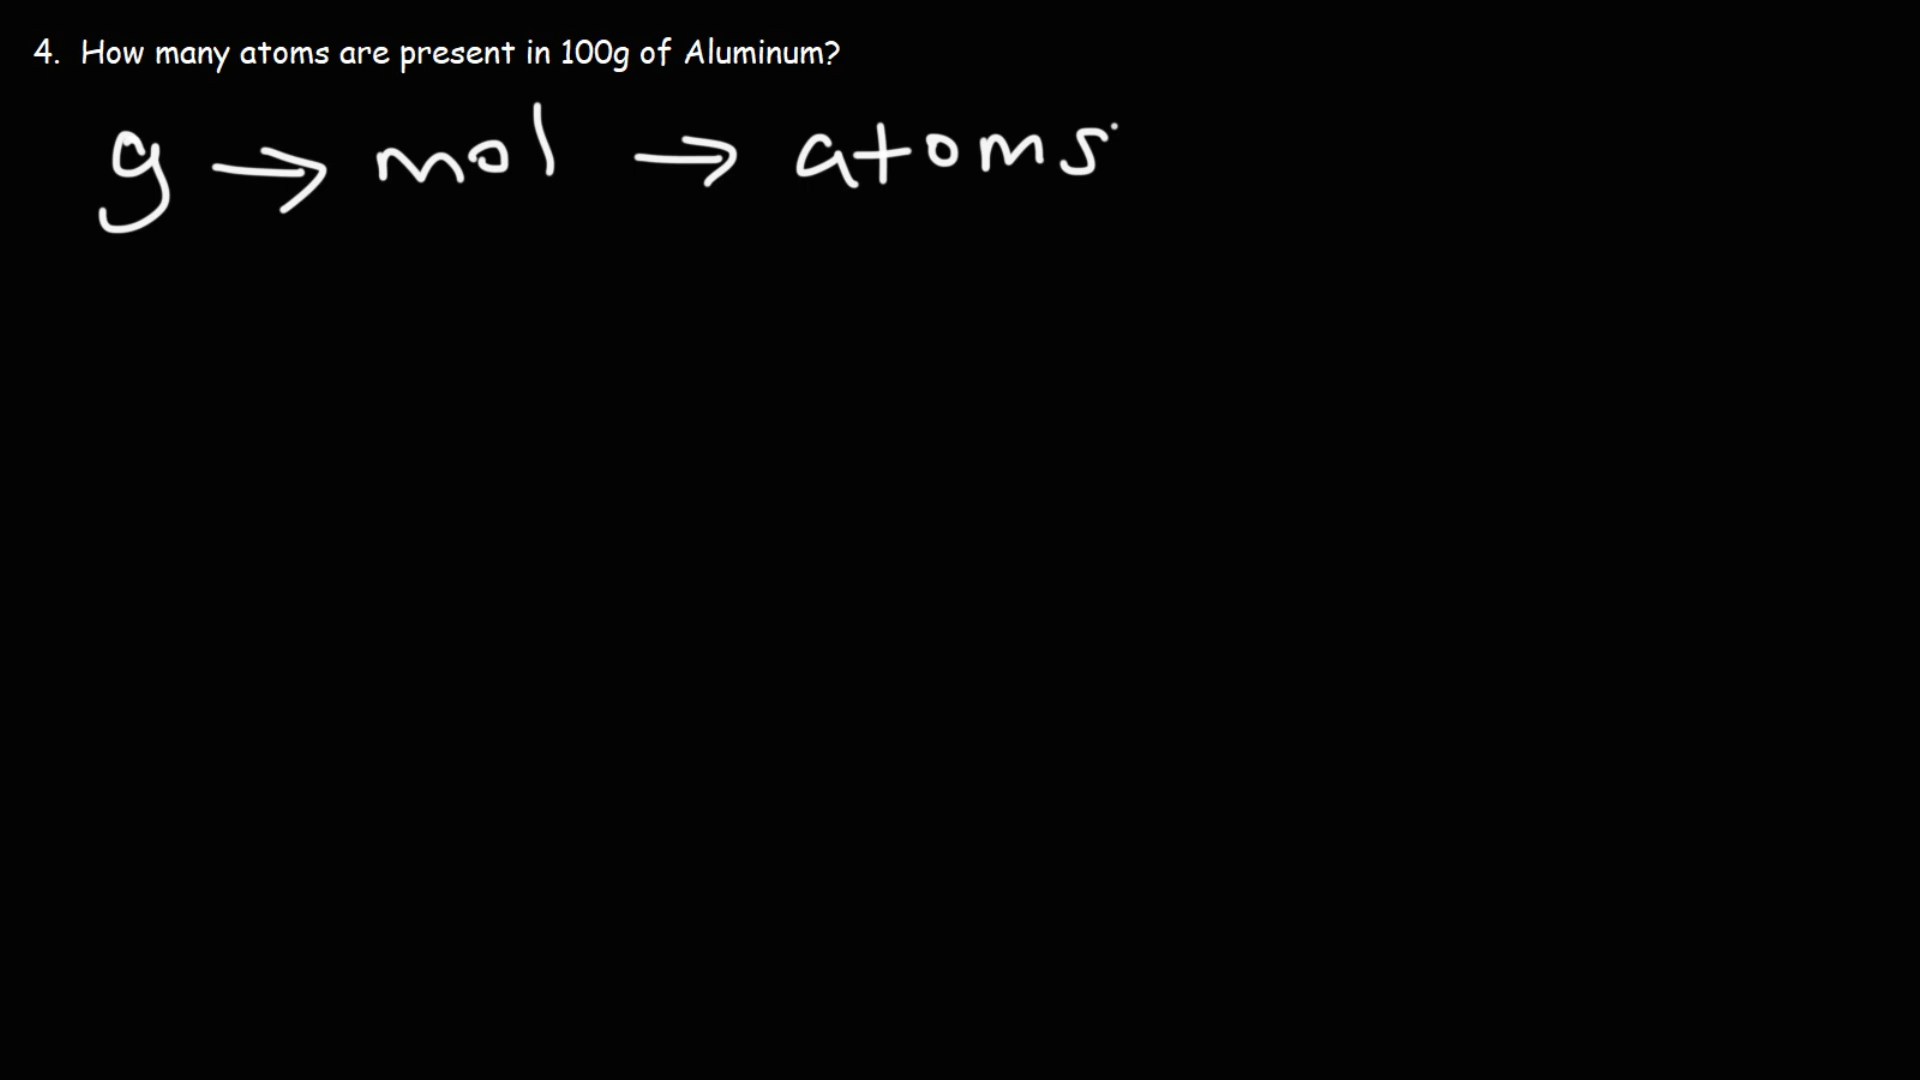 4. How many atoms are present in 100g of Aluminum?
g → mol → atoms